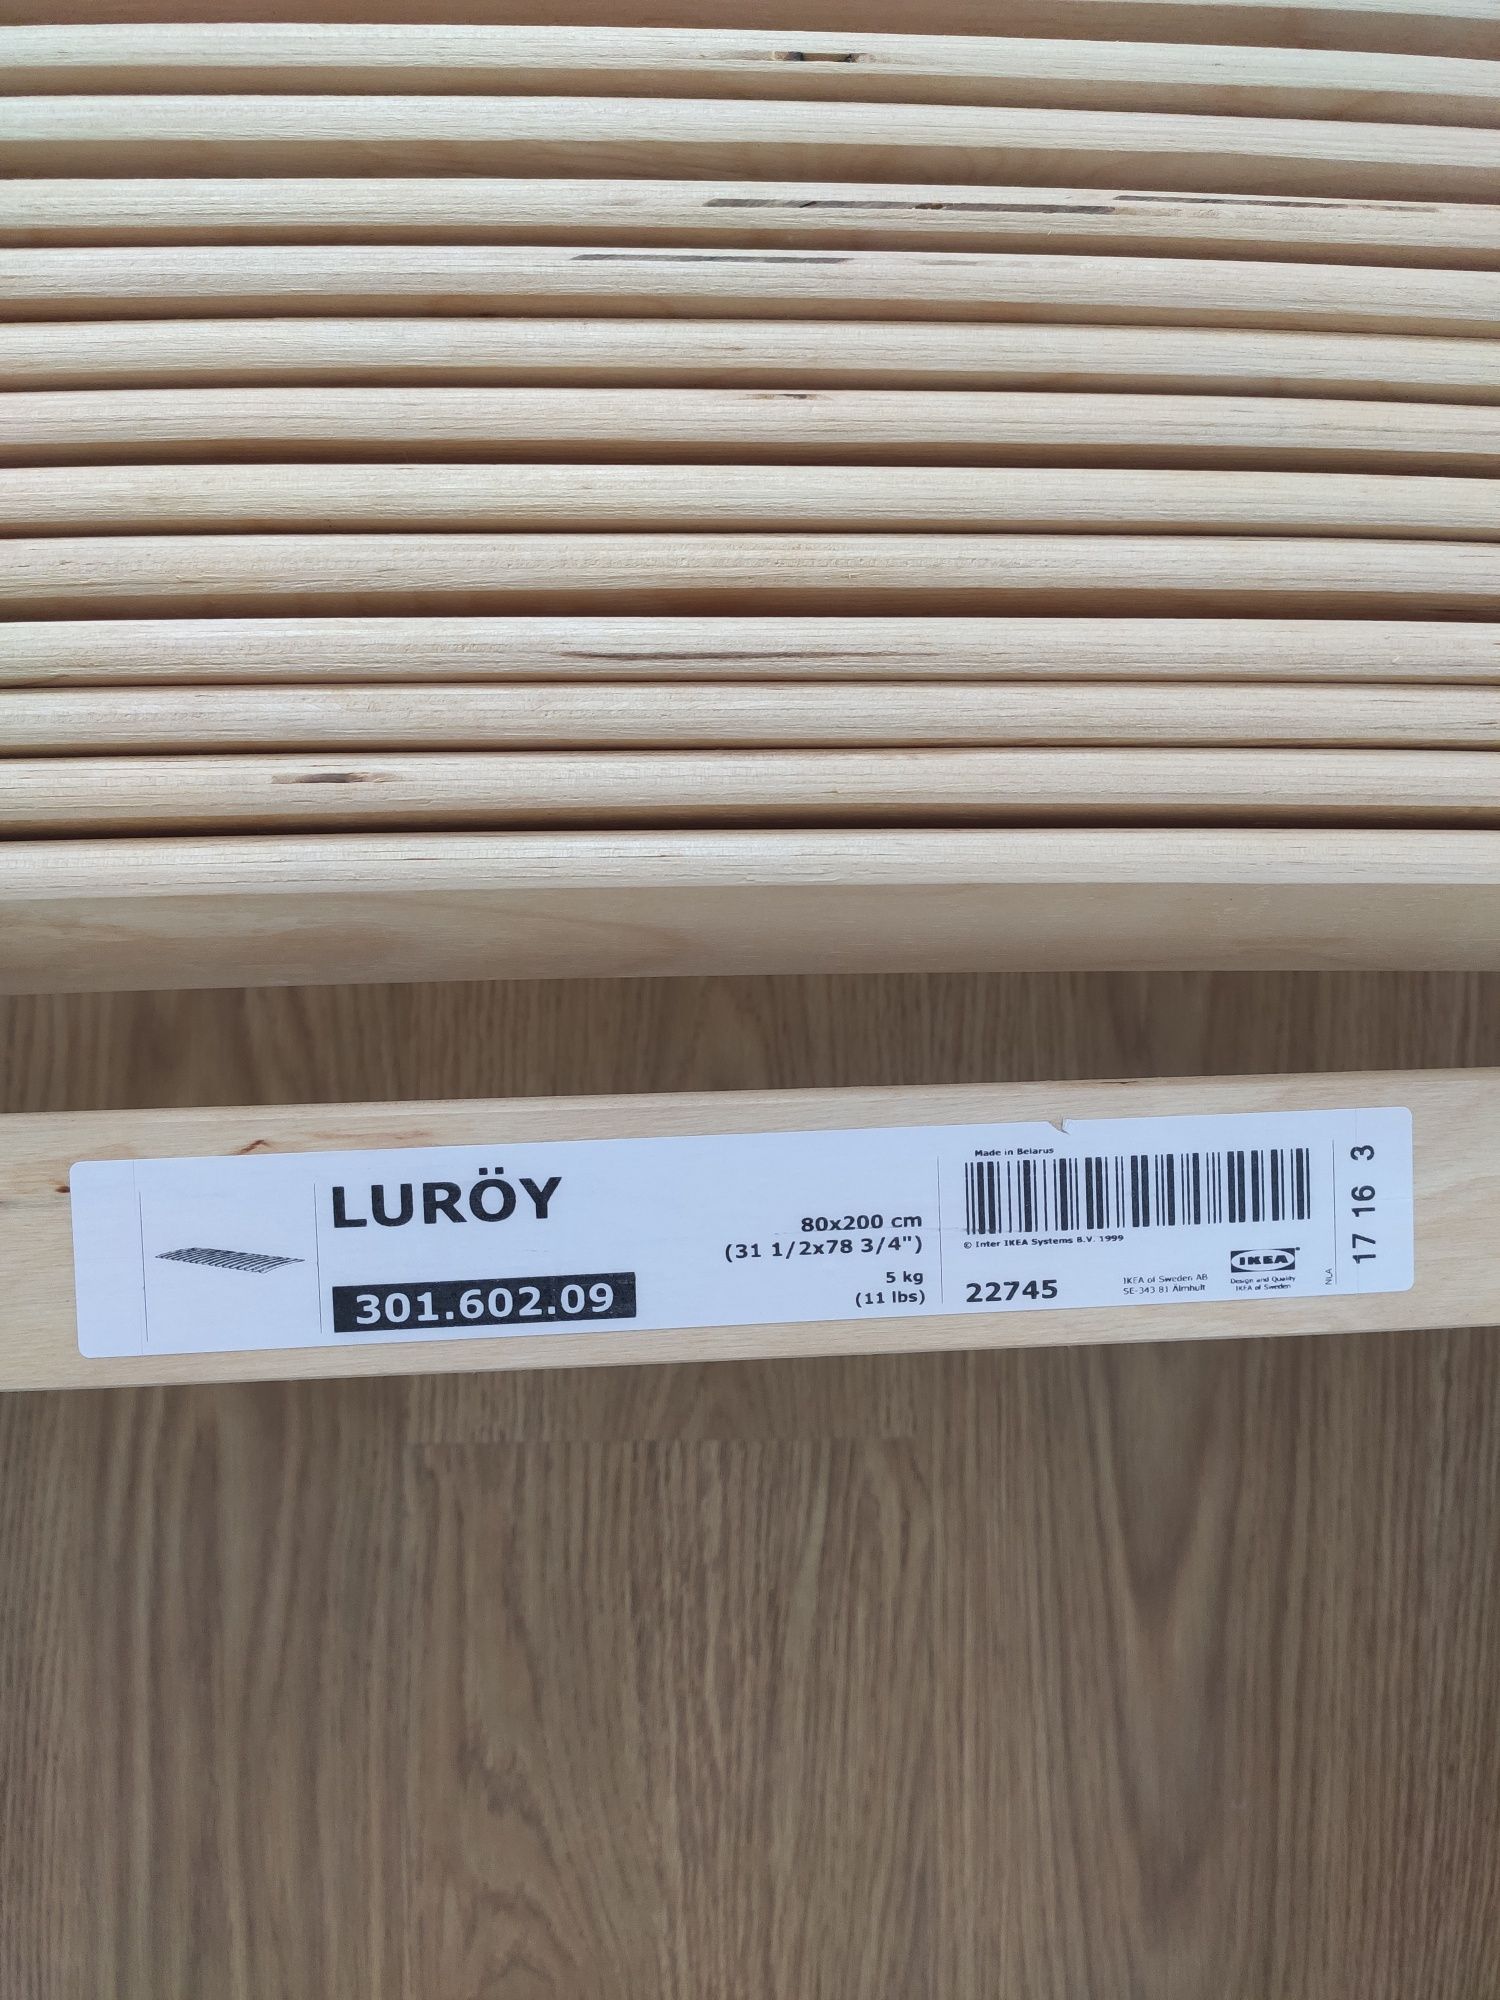 LURÖY
301.602.09
80x200 cm
(31 1/2x78 3/4")
5 kg
(11 lbs)
Made in Belarus
© Inter IKEA Systems B.V. 1999
22745
IKEA of Sweden AB
SE-343 81 Älmhult
IKEA®
Design and Quality
IKEA of Sweden
NLA
17 16 3